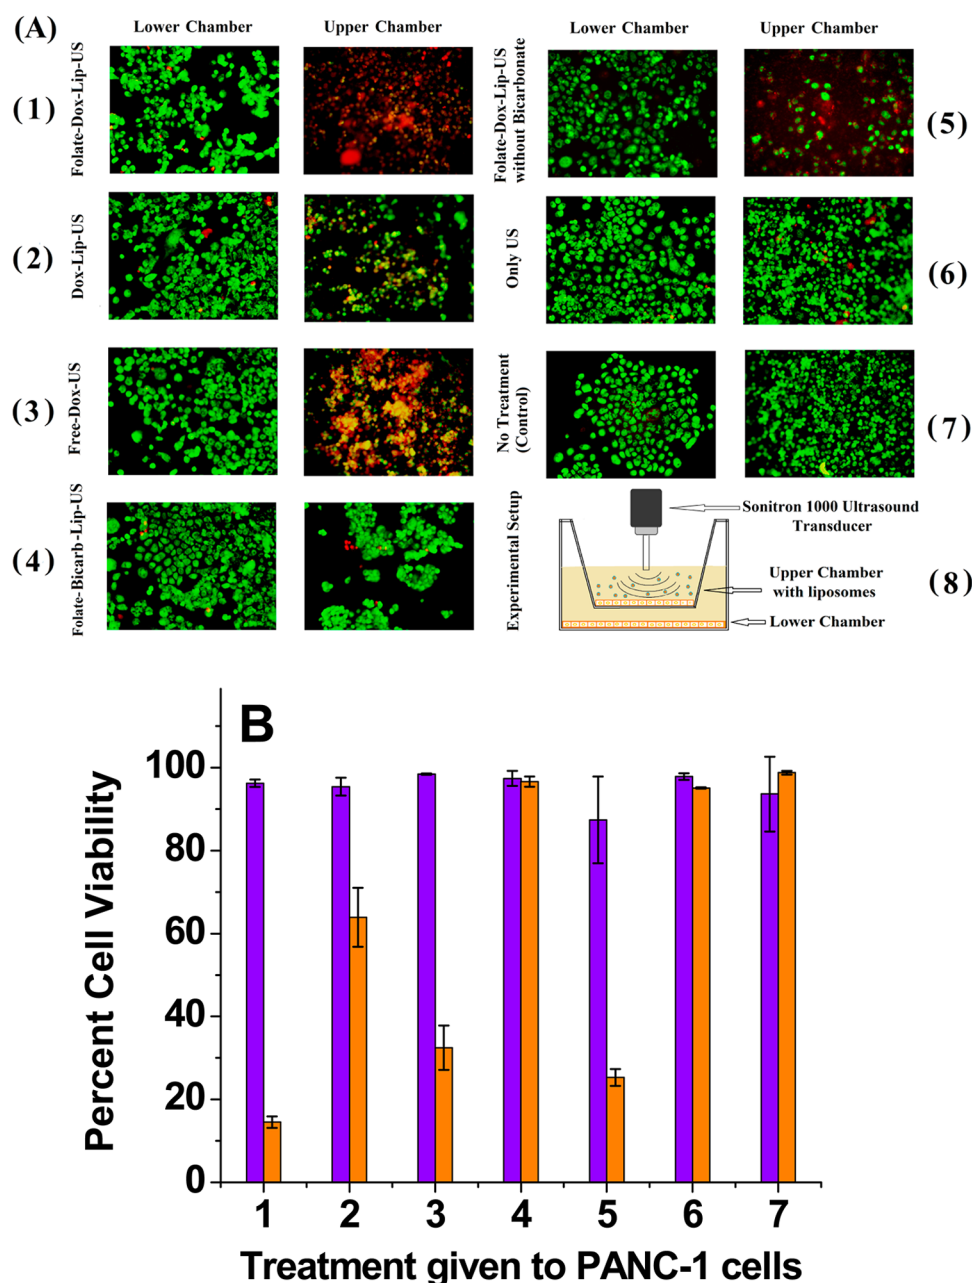 (A)
Lower Chamber
Upper Chamber
Lower Chamber
Upper Chamber
(1)
Folate-Dox-Lip-US
Folate-Dox-Lip-US
without Bicarbonate
(5)
(2)
Dox-Lip-US
Only US
(6)
(3)
Free-Dox-US
No Treatment
(Control)
(7)
(4)
Folate-Bicarb-Lip-US
Experimental Setup
Sonitron 1000 Ultrasound
Transducer
Upper Chamber
with liposomes
Lower Chamber
(8)
B
Percent Cell Viability
100
80
60
40
20
0
1 2 3 4 5 6 7
Treatment given to PANC-1 cells